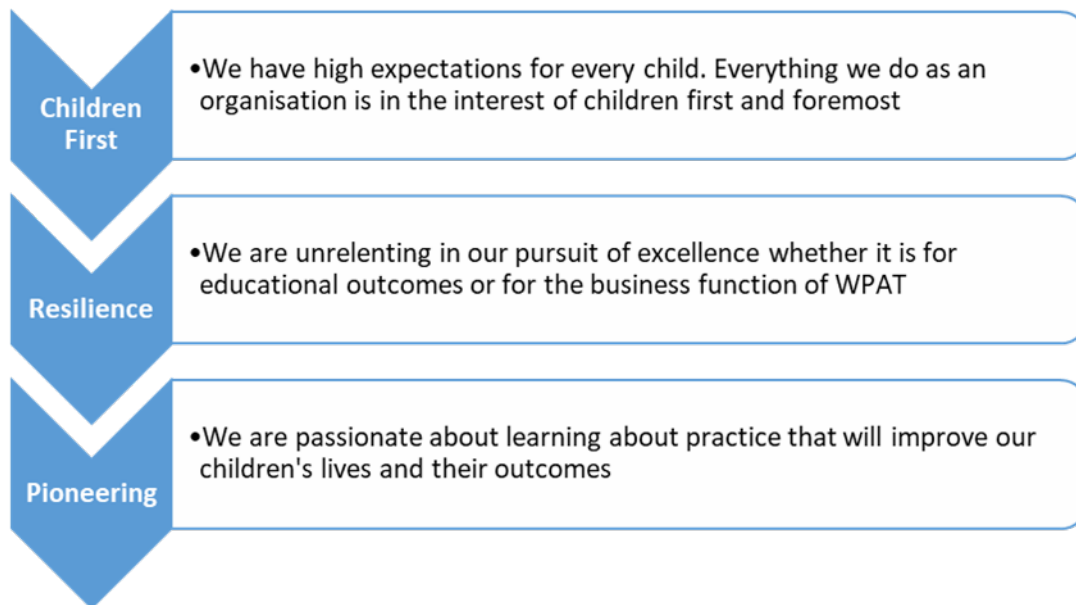 Children
First
•We have high expectations for every child. Everything we do as an
organisation is in the interest of children first and foremost
Resilience
•We are unrelenting in our pursuit of excellence whether it is for
educational outcomes or for the business function of WPAT
Pioneering
•We are passionate about learning about practice that will improve our
children's lives and their outcomes